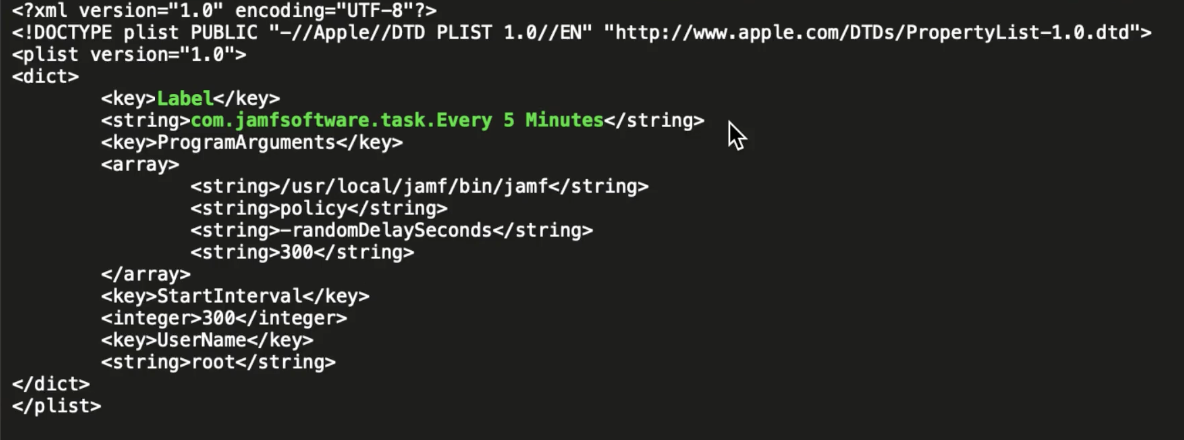 <?xml version="1.0" encoding="UTF-8"?>
<!DOCTYPE plist PUBLIC "-//Apple//DTD PLIST 1.0//EN" "http://www.apple.com/DTDs/PropertyList-1.0.dtd">
<plist version="1.0">
<dict>
        <key>Label</key>
        <string>com.jamfsoftware.task.Every 5 Minutes</string>
        <key>ProgramArguments</key>
        <array>
                <string>/usr/local/jamf/bin/jamf</string>
                <string>policy</string>
                <string>-randomDelaySeconds</string>
                <string>300</string>
        </array>
        <key>StartInterval</key>
        <integer>300</integer>
        <key>UserName</key>
        <string>root</string>
</dict>
</plist>